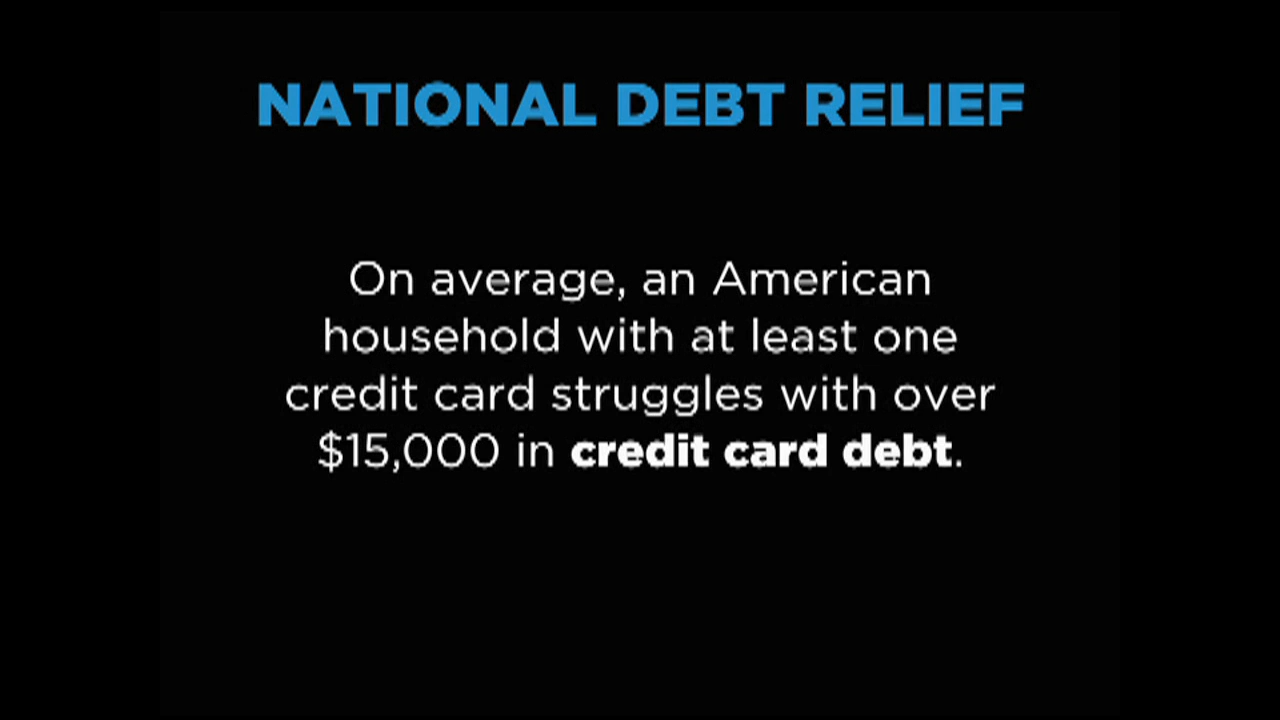 NATIONAL DEBT RELIEF
On average, an American
household with at least one
credit card struggles with over
$15,000 in credit card debt.